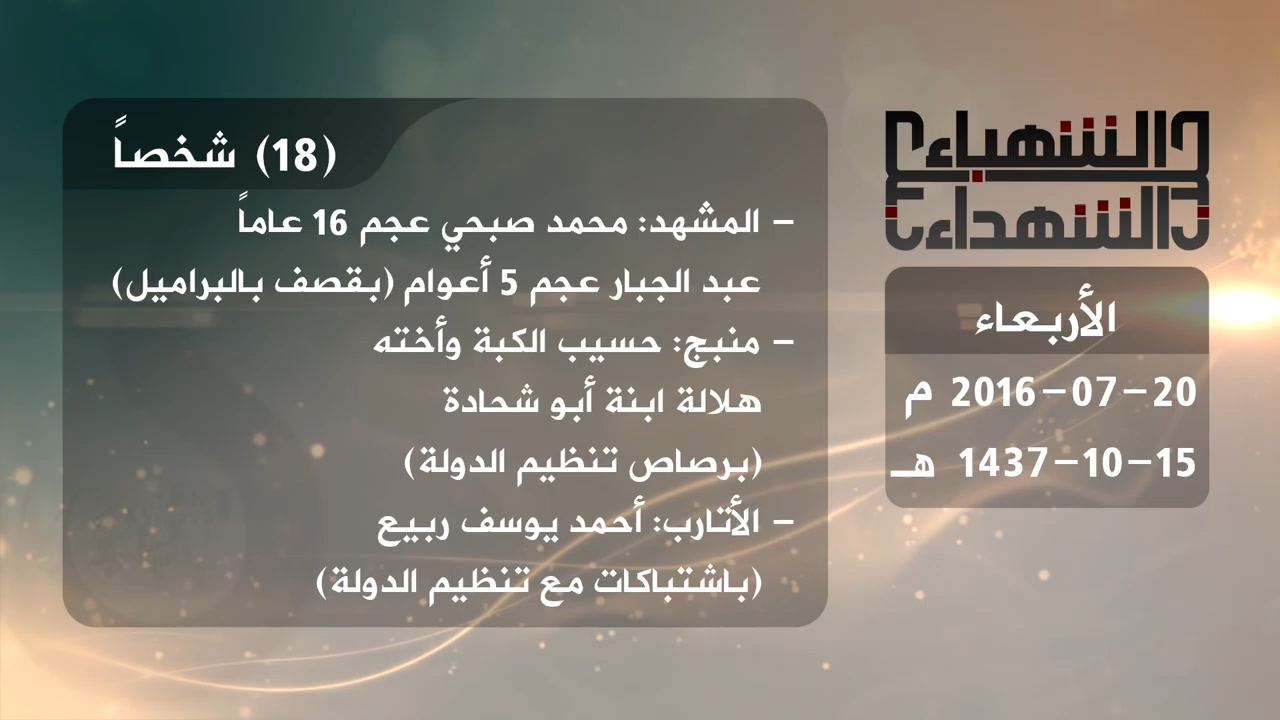 الشهباء
الشهداء
الأربعاء
20-07-2016 م
15-10-1437 هـ
(18) شخصاً
- المشهد: محمد صبحي عجم 16 عاماً
عبد الجبار عجم 5 أعوام (بقصف بالبراميل)
- منبج: حسيب الكبة وأخته
هلالة ابنة أبو شحادة
(برصاص تنظيم الدولة)
- الأتارب: أحمد يوسف ربيع
(باشتباكات مع تنظيم الدولة)